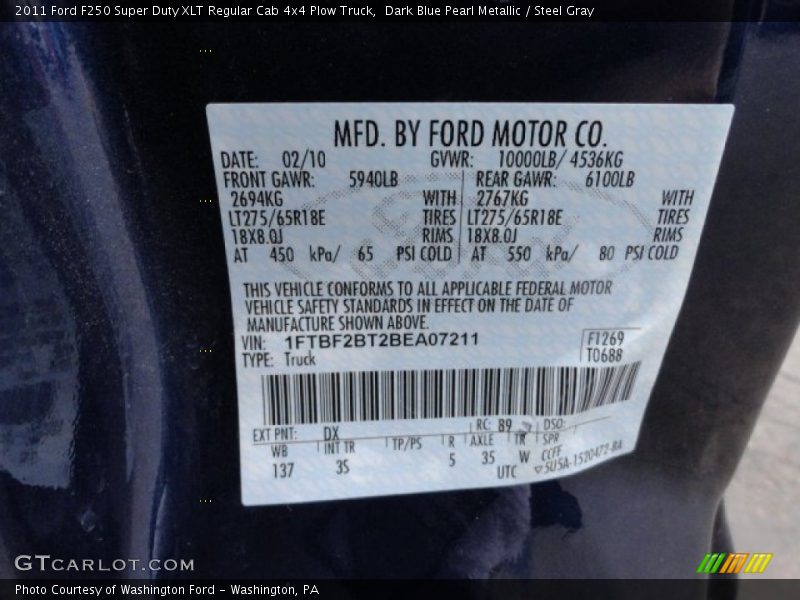 2011 Ford F250 Super Duty XLT Regular Cab 4x4 Plow Truck,  Dark Blue Pearl Metallic / Steel Gray
MFD. BY FORD MOTOR CO.
DATE: 02/10 GVWR: 10000LB/ 4536KG
FRONT GAWR: 5940LB REAR GAWR: 6100LB
2694KG WITH 2767KG WITH
LT275/65R18E TIRES LT275/65R18E TIRES
18X8.0J RIMS 18X8.0J RIMS
AT 450 kPa/ 65 PSI COLD AT 550 kPa/ 80 PSI COLD
THIS VEHICLE CONFORMS TO ALL APPLICABLE FEDERAL MOTOR
VEHICLE SAFETY STANDARDS IN EFFECT ON THE DATE OF
MANUFACTURE SHOWN ABOVE.
VIN: 1FTBF2BT2BEA07211 F1269
TYPE: Truck T0688
EXT PNT: DX RC: 89 DSO:
WB INT TR TP/PS R AXLE TR SPR
137 3S 5 35 W CCFF
UTC 5U5A-1520472-BA
GTCARLOT.COM
Photo Courtesy of Washington Ford - Washington, PA